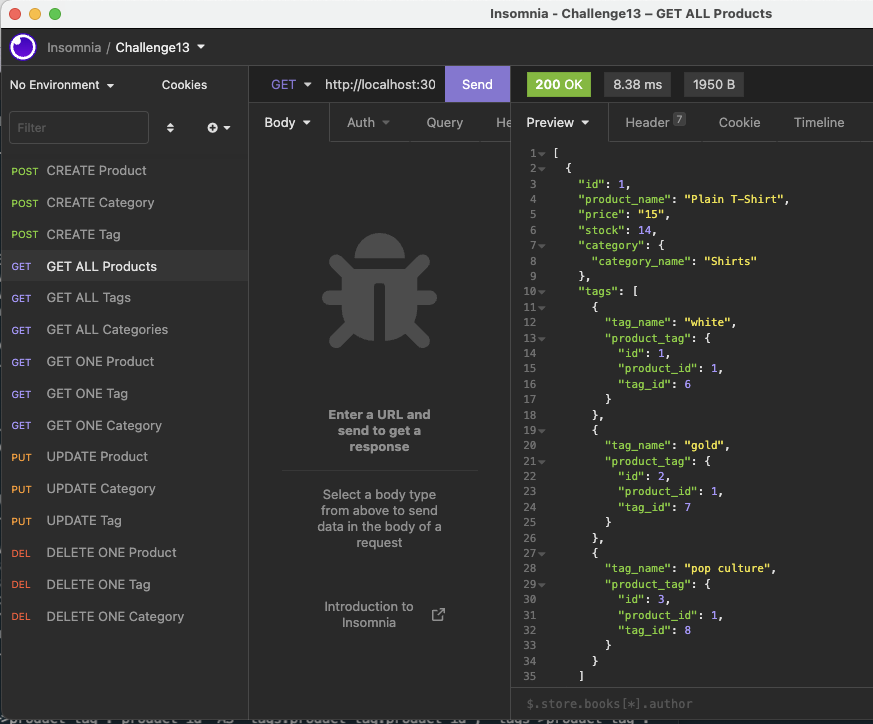 Insomnia - Challenge13 – GET ALL Products
Insomnia / Challenge13
No Environment
Cookies
Filter
POST CREATE Product
POST CREATE Category
POST CREATE Tag
GET GET ALL Products
GET GET ALL Tags
GET GET ALL Categories
GET GET ONE Product
GET GET ONE Tag
GET GET ONE Category
PUT UPDATE Product
PUT UPDATE Category
PUT UPDATE Tag
DEL DELETE ONE Product
DEL DELETE ONE Tag
DEL DELETE ONE Category
GET http://localhost:30 Send
Body Auth Query He
Enter a URL and
send to get a
response
Select a body type
from above to send
data in the body of a
request
Introduction to
Insomnia
200 OK 8.38 ms 1950 B
Preview Header 7 Cookie Timeline
1 [
2 {
3 "id": 1,
4 "product_name": "Plain T-Shirt",
5 "price": "15",
6 "stock": 14,
7 "category": {
8 "category_name": "Shirts"
9 },
10 "tags": [
11 {
12 "tag_name": "white",
13 "product_tag": {
14 "id": 1,
15 "product_id": 1,
16 "tag_id": 6
17 }
18 },
19 {
20 "tag_name": "gold",
21 "product_tag": {
22 "id": 2,
23 "product_id": 1,
24 "tag_id": 7
25 }
26 },
27 {
28 "tag_name": "pop culture",
29 "product_tag": {
30 "id": 3,
31 "product_id": 1,
32 "tag_id": 8
33 }
34 }
35 ]
$.store.books[*].author